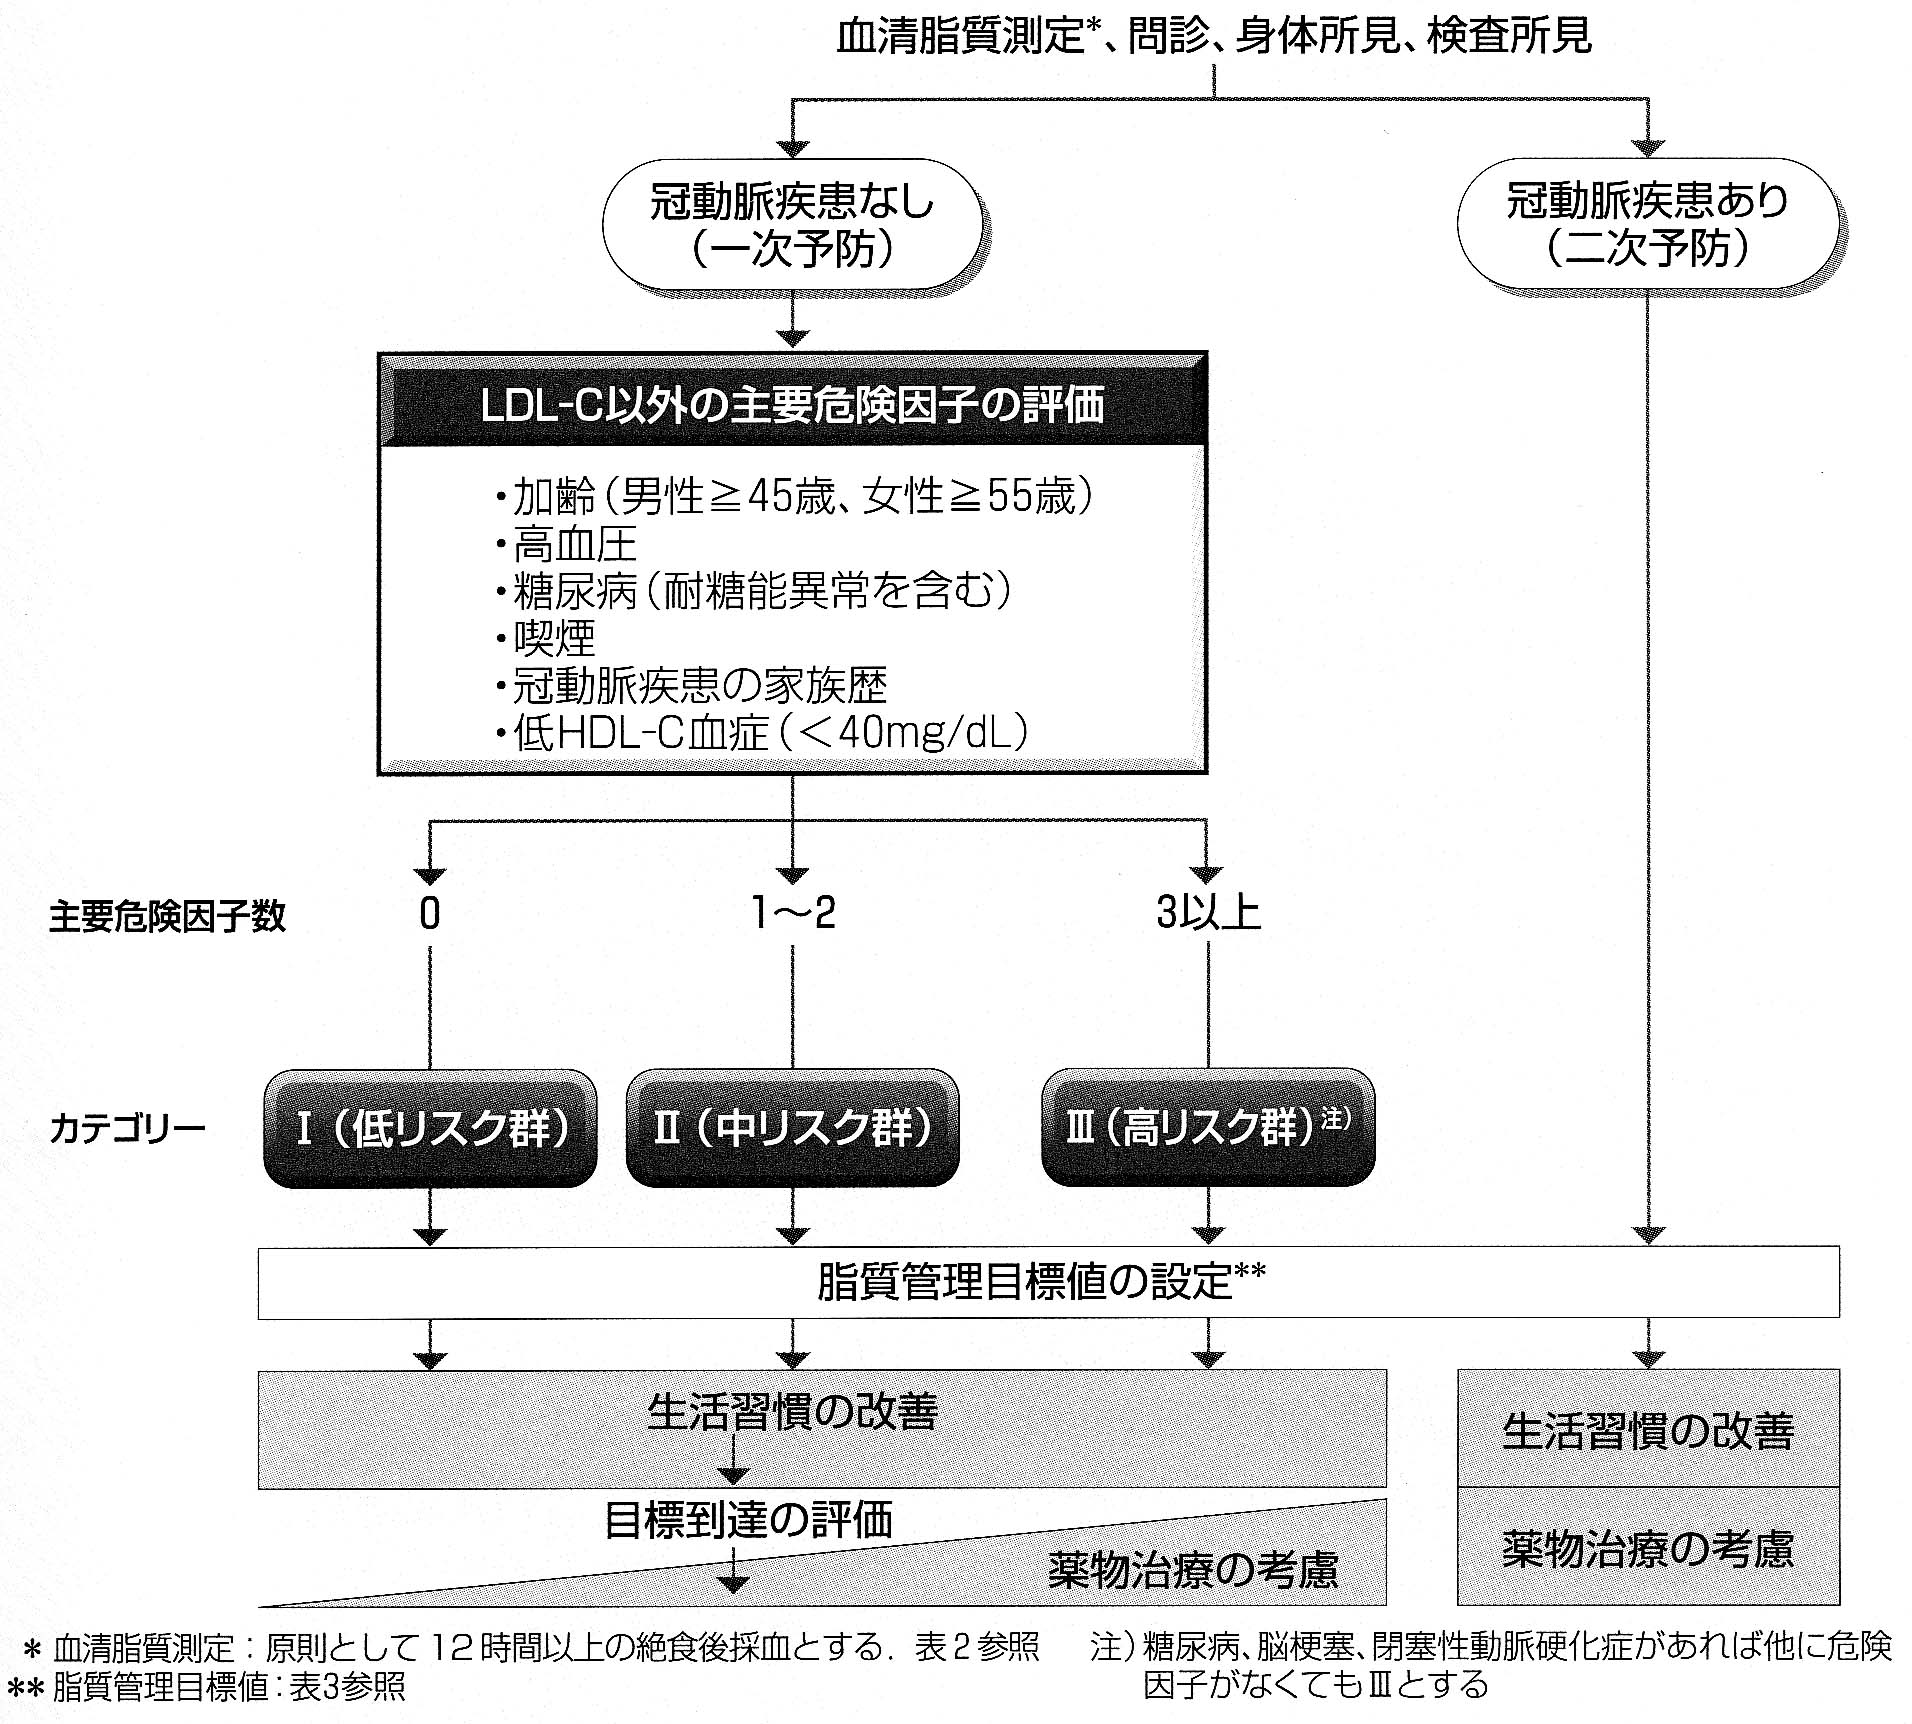 血清脂質測定*、問診、身体所見、検査所見
冠動脈疾患なし
（一次予防）
冠動脈疾患あり
（二次予防）
LDL-C以外の主要危険因子の評価
・加齢（男性≧45歳、女性≧55歳）
・高血圧
・糖尿病（耐糖能異常を含む）
・喫煙
・冠動脈疾患の家族歴
・低HDL-C血症（＜40mg/dL）
主要危険因子数
0
1〜2
3以上
カテゴリー
Ⅰ（低リスク群）
Ⅱ（中リスク群）
Ⅲ（高リスク群）注）
脂質管理目標値の設定**
生活習慣の改善
目標到達の評価
薬物治療の考慮
生活習慣の改善
薬物治療の考慮
* 血清脂質測定：原則として12時間以上の絶食後採血とする. 表2参照
** 脂質管理目標値：表3参照
注）糖尿病、脳梗塞、閉塞性動脈硬化症があれば他に危険
因子がなくてもⅢとする